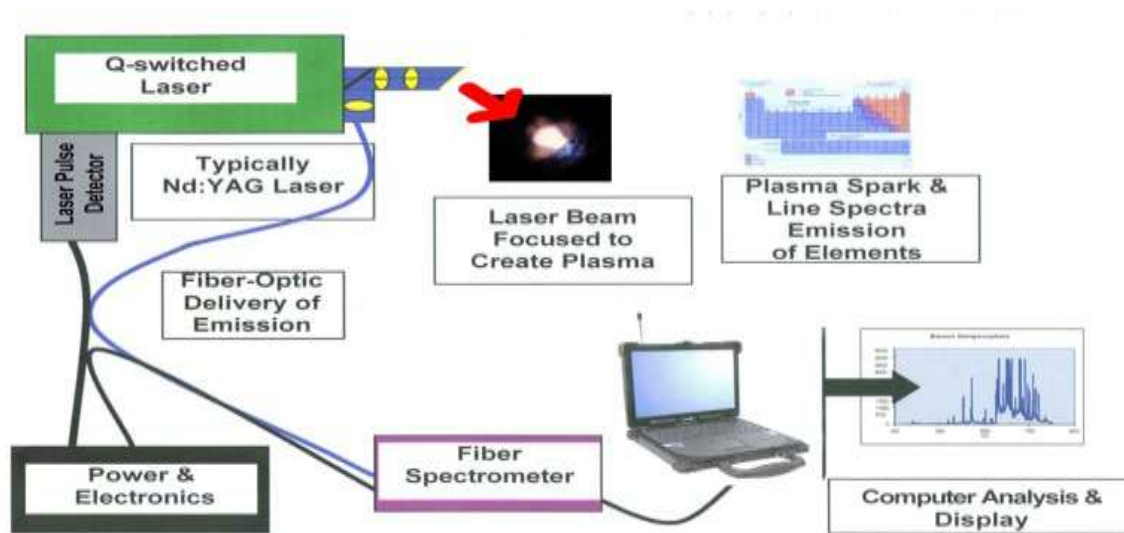 Q-switched
Laser
Laser Pulse
Detector
Typically
Nd:YAG Laser
Laser Beam
Focused to
Create Plasma
Plasma Spark &
Line Spectra
Emission
of Elements
Fiber-Optic
Delivery of
Emission
Power &
Electronics
Fiber
Spectrometer
Computer Analysis &
Display